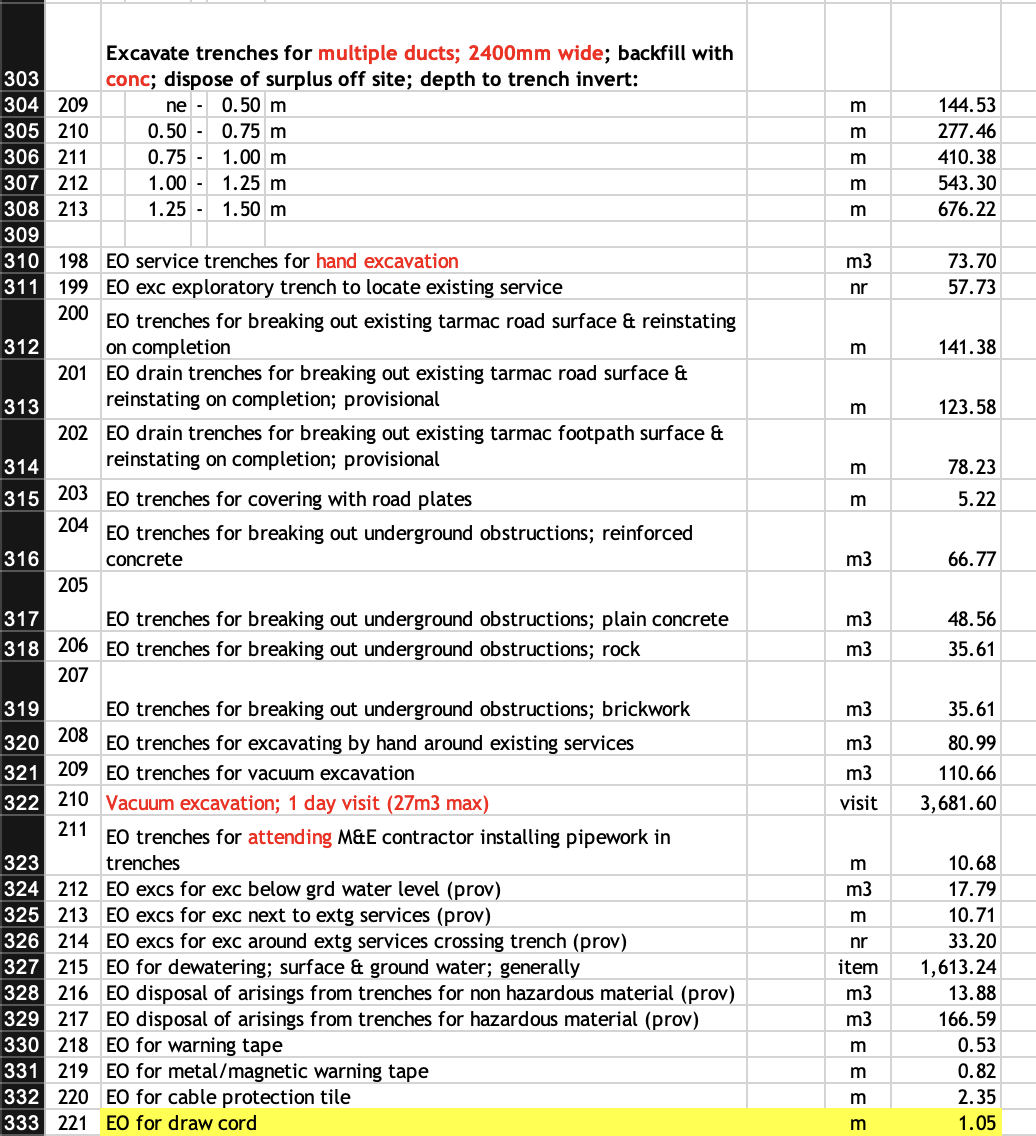 303 Excavate trenches for multiple ducts; 2400mm wide; backfill with
conc; dispose of surplus off site; depth to trench invert:
304 209 ne - 0.50 m m 144.53
305 210 0.50 - 0.75 m m 277.46
306 211 0.75 - 1.00 m m 410.38
307 212 1.00 - 1.25 m m 543.30
308 213 1.25 - 1.50 m m 676.22
309
310 198 EO service trenches for hand excavation m3 73.70
311 199 EO exc exploratory trench to locate existing service nr 57.73
200 EO trenches for breaking out existing tarmac road surface & reinstating
312 on completion m 141.38
201 EO drain trenches for breaking out existing tarmac road surface &
313 reinstating on completion; provisional m 123.58
202 EO drain trenches for breaking out existing tarmac footpath surface &
314 reinstating on completion; provisional m 78.23
315 203 EO trenches for covering with road plates m 5.22
204 EO trenches for breaking out underground obstructions; reinforced
316 concrete m3 66.77
205
317 EO trenches for breaking out underground obstructions; plain concrete m3 48.56
318 206 EO trenches for breaking out underground obstructions; rock m3 35.61
207
319 EO trenches for breaking out underground obstructions; brickwork m3 35.61
320 208 EO trenches for excavating by hand around existing services m3 80.99
321 209 EO trenches for vacuum excavation m3 110.66
322 210 Vacuum excavation; 1 day visit (27m3 max) visit 3,681.60
211 EO trenches for attending M&E contractor installing pipework in
323 trenches m 10.68
324 212 EO excs for exc below grd water level (prov) m3 17.79
325 213 EO excs for exc next to extg services (prov) m 10.71
326 214 EO excs for exc around extg services crossing trench (prov) nr 33.20
327 215 EO for dewatering; surface & ground water; generally item 1,613.24
328 216 EO disposal of arisings from trenches for non hazardous material (prov) m3 13.88
329 217 EO disposal of arisings from trenches for hazardous material (prov) m3 166.59
330 218 EO for warning tape m 0.53
331 219 EO for metal/magnetic warning tape m 0.82
332 220 EO for cable protection tile m 2.35
333 221 EO for draw cord m 1.05